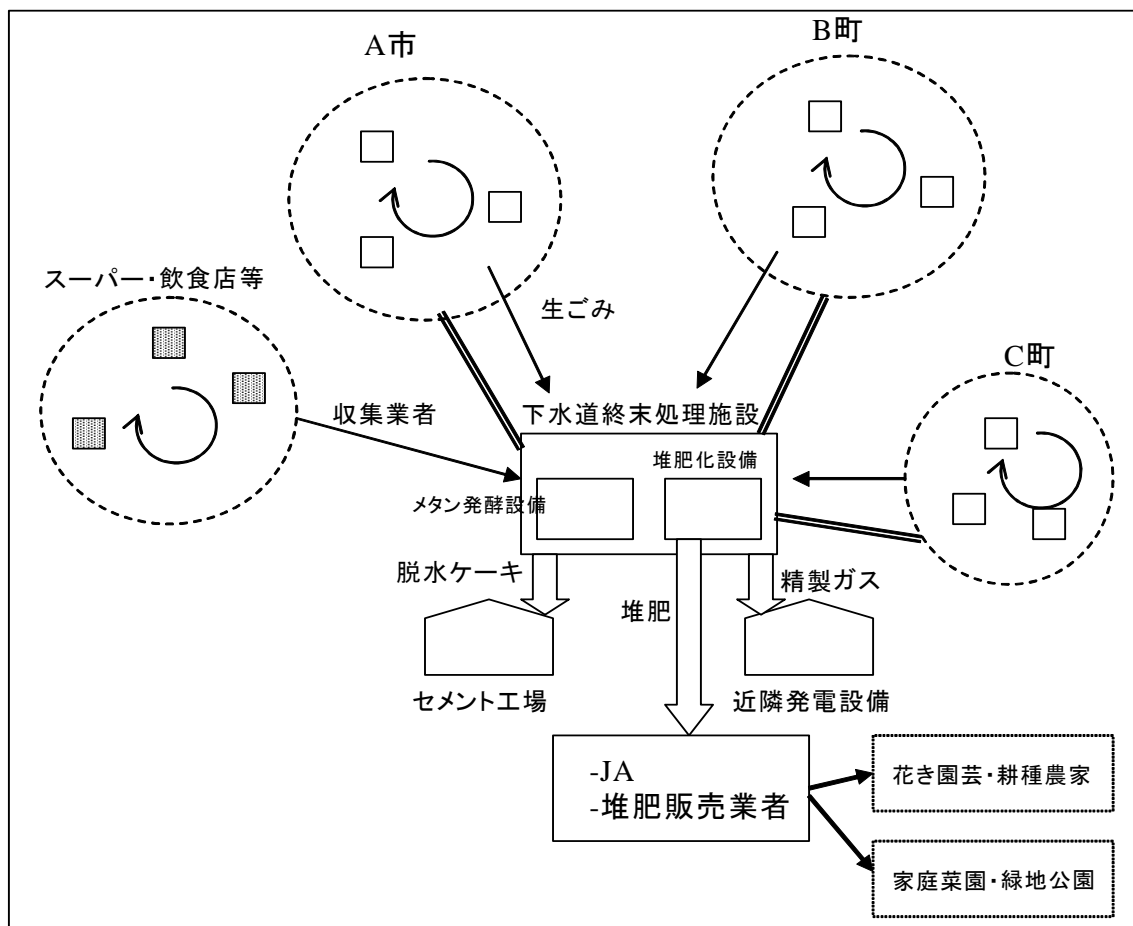 A市
B町
スーパー・飲食店等
生ごみ
C町
収集業者
下水道終末処理施設
堆肥化設備
メタン発酵設備
脱水ケーキ
堆肥
精製ガス
セメント工場
近隣発電設備
-JA
-堆肥販売業者
花き園芸・耕種農家
家庭菜園・緑地公園